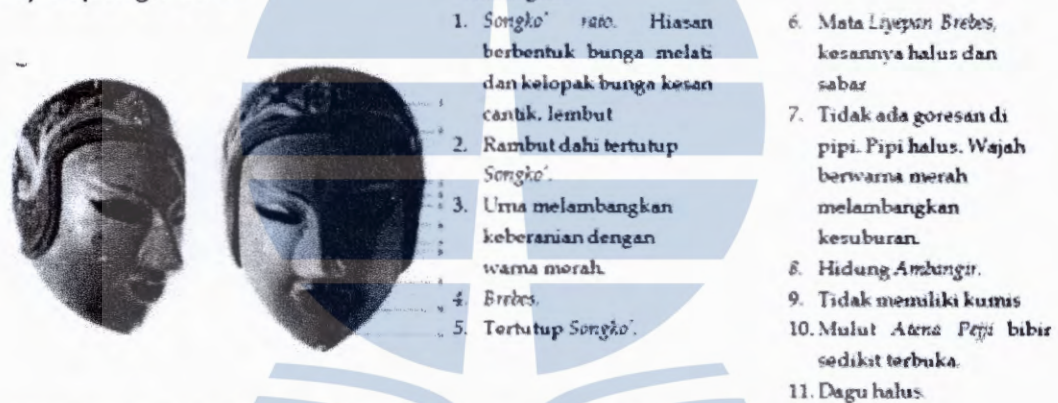 1. Songko' rato. Hiasan
berbentuk bunga melati
dan kelopak bunga kesan
cantik, lembut
2. Rambut dahi tertutup
Songko'.
3. Urna melambangkan
keberanian dengan
warna merah.
4. Brebes.
5. Tertutup Songko'.
6. Mata Liyepan Brebes,
kesannya halus dan
sabar
7. Tidak ada goresan di
pipi. Pipi halus. Wajah
berwarna merah
melambangkan
kesuburan.
8. Hidung Ambangir.
9. Tidak memiliki kumis
10. Mulut bibir
sedikit terbuka.
11. Dagu halus.